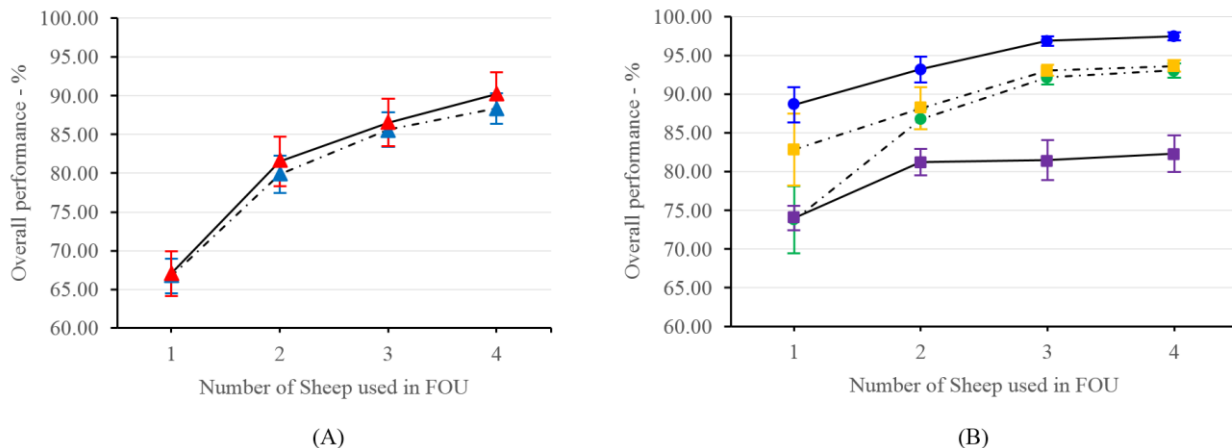 100.00
95.00
90.00
85.00
80.00
75.00
70.00
65.00
60.00
Overall performance - %
1 2 3 4
Number of Sheep used in FOU
(A)
100.00
95.00
90.00
85.00
80.00
75.00
70.00
65.00
60.00
Overall performance - %
1 2 3 4
Number of Sheep used in FOU
(B)